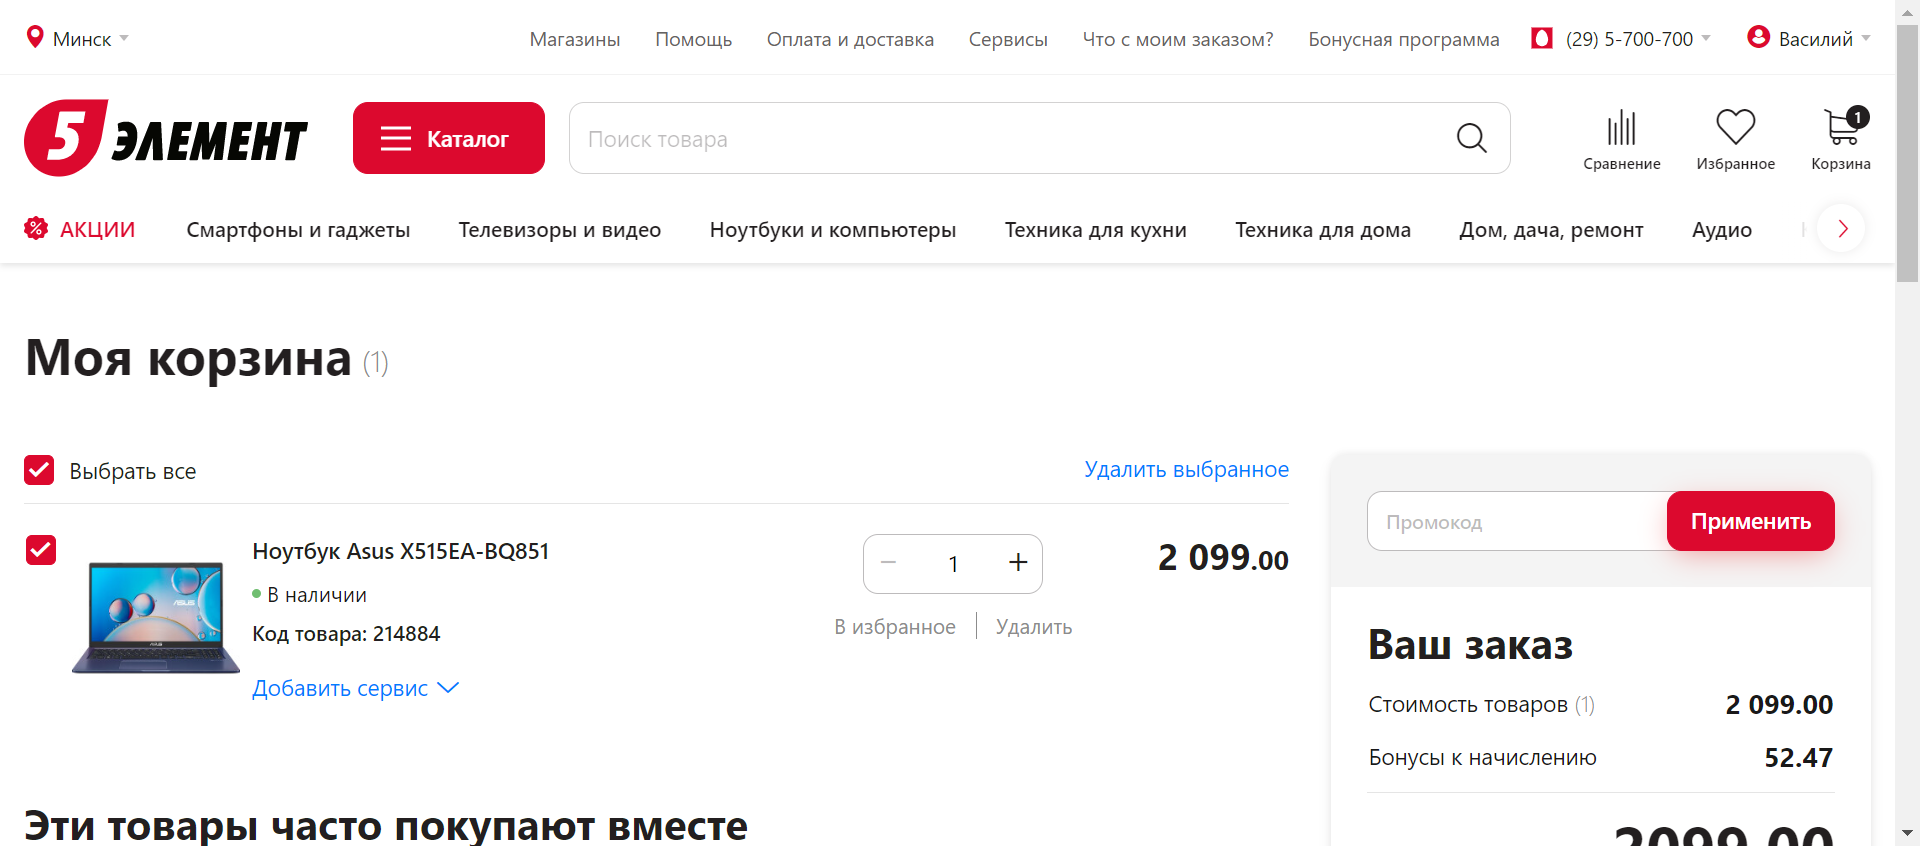 Минск
Магазины Помощь Оплата и доставка Сервисы Что с моим заказом? Бонусная программа (29) 5-700-700 Василий
5 ЭЛЕМЕНТ
Каталог
Поиск товара
Сравнение Избранное 1 Корзина
% АКЦИИ Смартфоны и гаджеты Телевизоры и видео Ноутбуки и компьютеры Техника для кухни Техника для дома Дом, дача, ремонт Аудио
Моя корзина (1)
Выбрать все Удалить выбранное
Ноутбук Asus X515EA-BQ851
В наличии
Код товара: 214884
Добавить сервис
1
В избранное Удалить
2 099.00
Промокод Применить
Ваш заказ
Стоимость товаров (1) 2 099.00
Бонусы к начислению 52.47
2099.00
Эти товары часто покупают вместе